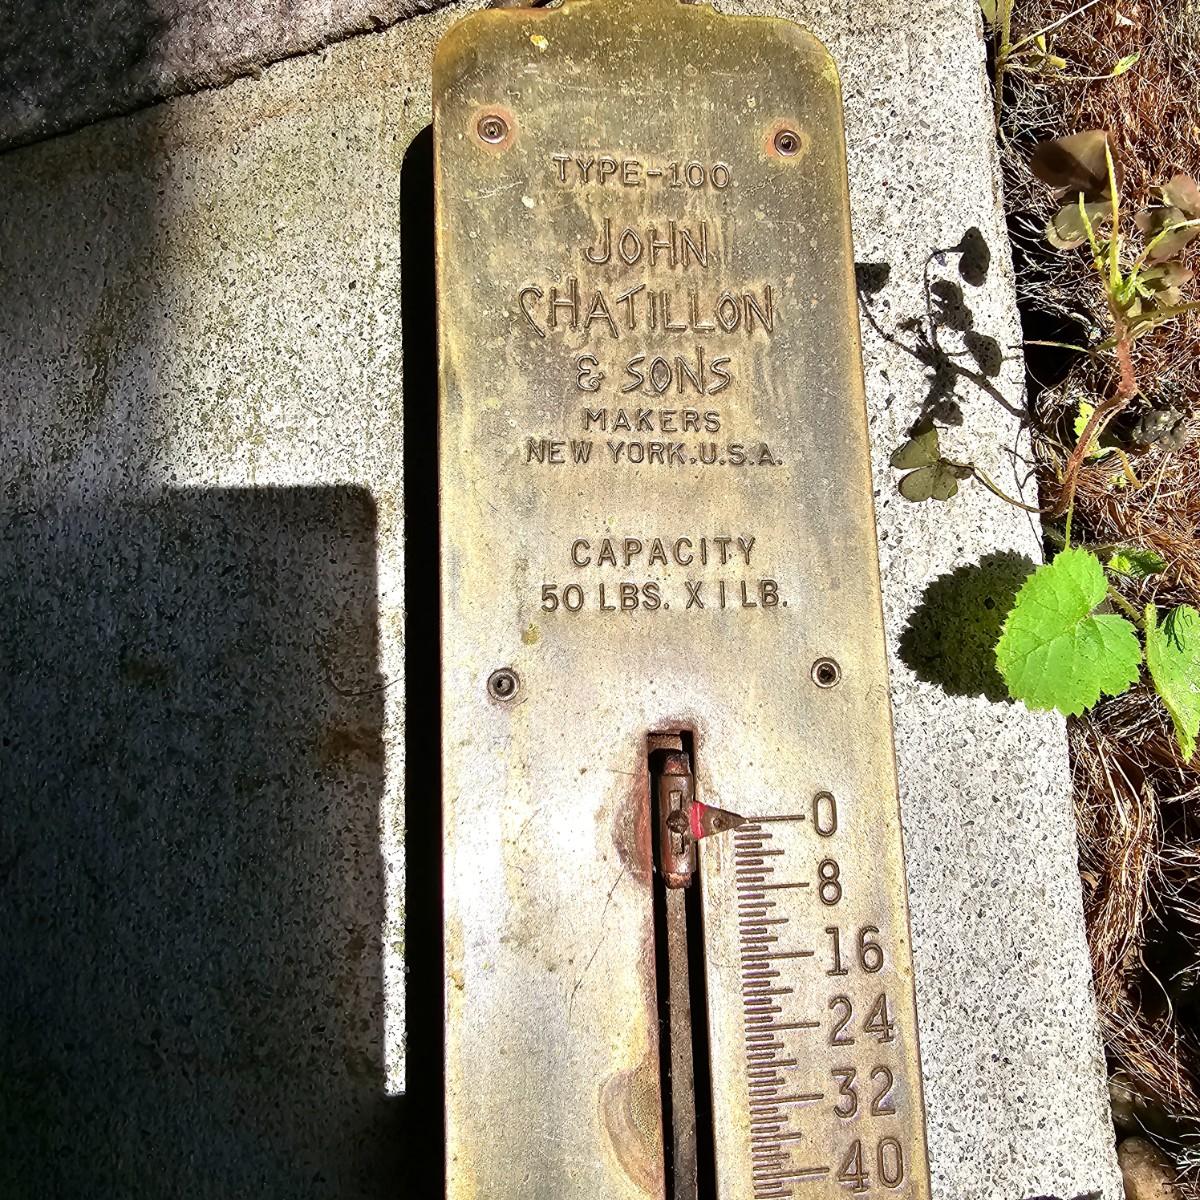 TYPE-100
JOHN
CHATILLON
& SONS
MAKERS
NEW YORK.U.S.A.
CAPACITY
50 LBS. X 1 LB.
0
8
16
24
32
40